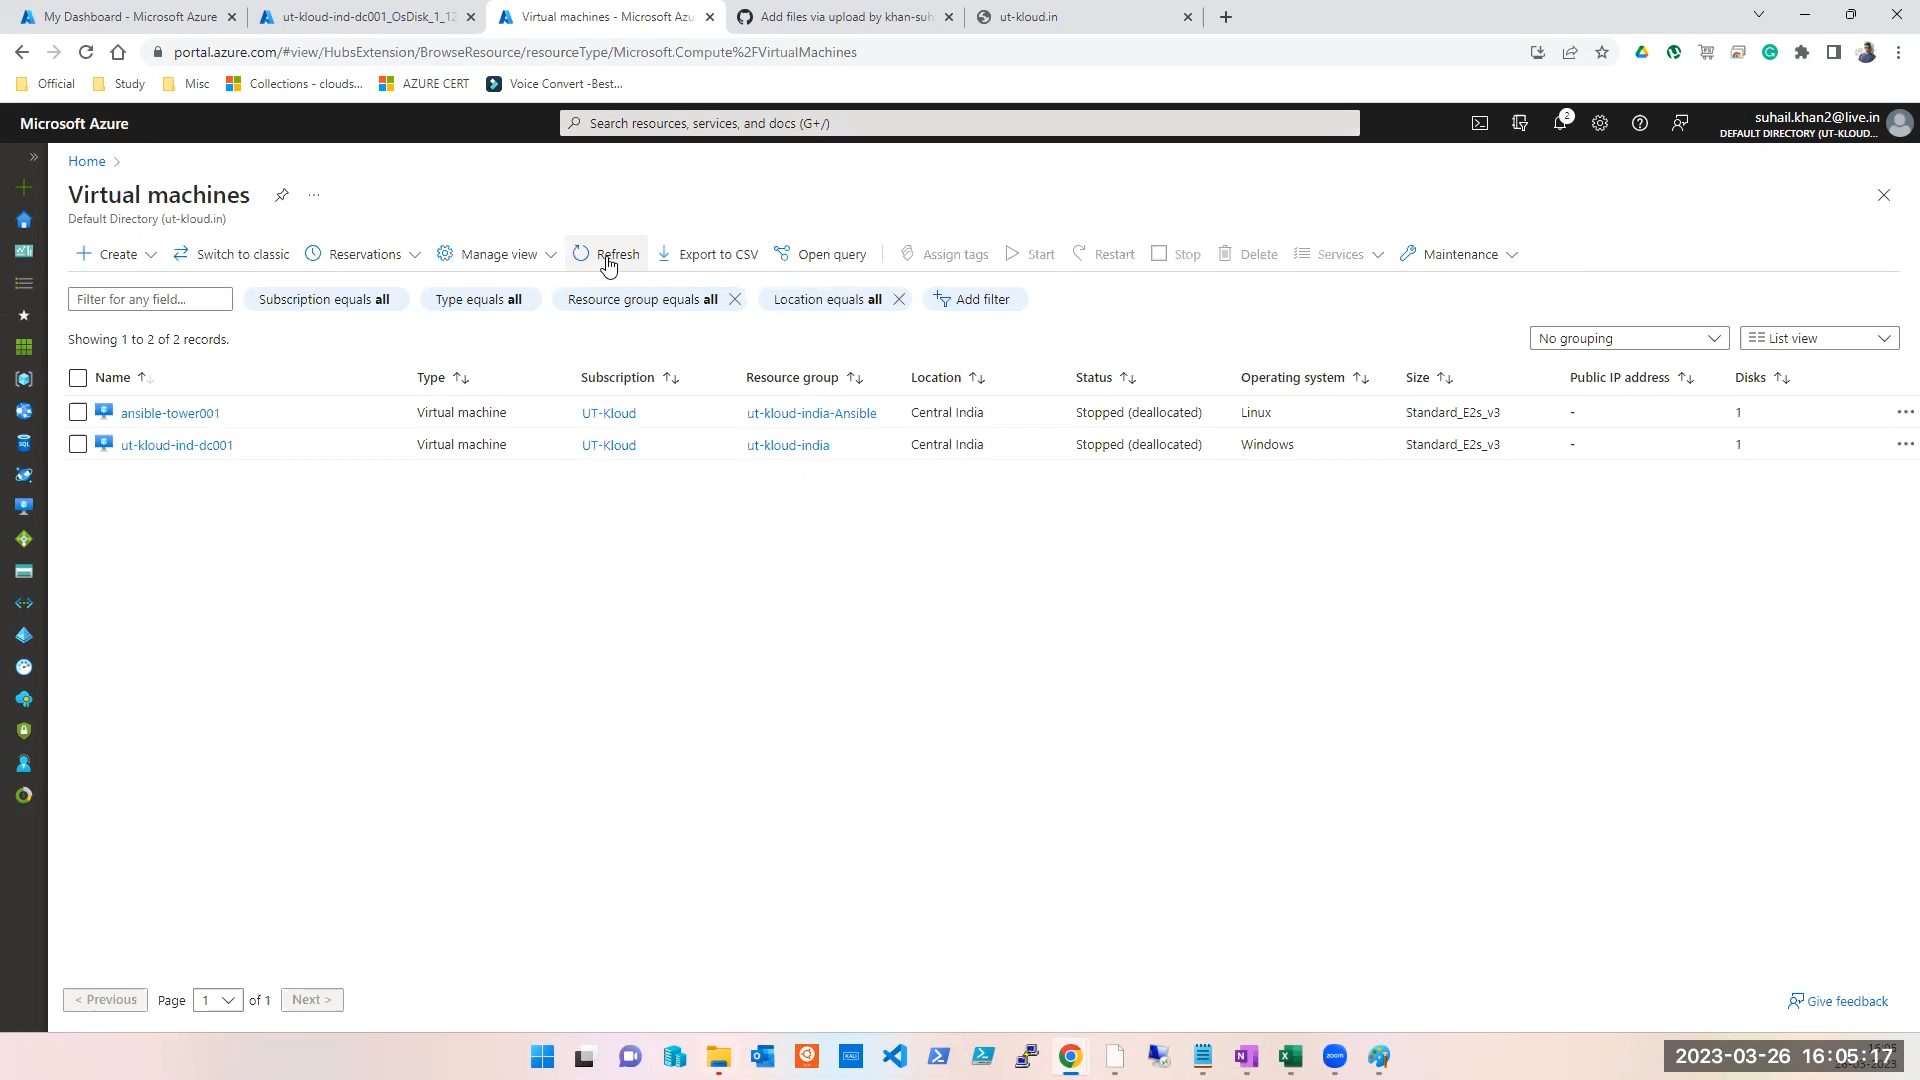 My Dashboard - Microsoft Azure
ut-kloud-ind-dc001_OsDisk_1_12
Virtual machines - Microsoft Azu
Add files via upload by khan-suh
ut-kloud.in
portal.azure.com/#view/HubsExtension/BrowseResource/resourceType/Microsoft.Compute%2FVirtualMachines
Official
Study
Misc
Collections - clouds...
AZURE CERT
Voice Convert -Best...
Microsoft Azure
Search resources, services, and docs (G+/)
2
suhail.khan2@live.in
DEFAULT DIRECTORY (UT-KLOUD...
Home
Virtual machines
Default Directory (ut-kloud.in)
Create
Switch to classic
Reservations
Manage view
Refresh
Export to CSV
Open query
Assign tags
Start
Restart
Stop
Delete
Services
Maintenance
Filter for any field...
Subscription equals all
Type equals all
Resource group equals all
Location equals all
Add filter
Showing 1 to 2 of 2 records.
No grouping
List view
Name Type Subscription Resource group Location Status Operating system Size Public IP address Disks
ansible-tower001 Virtual machine UT-Kloud ut-kloud-india-Ansible Central India Stopped (deallocated) Linux Standard_E2s_v3 - 1
ut-kloud-ind-dc001 Virtual machine UT-Kloud ut-kloud-india Central India Stopped (deallocated) Windows Standard_E2s_v3 - 1
< Previous Page 1 of 1 Next >
Give feedback
2023-03-26 16:05:17